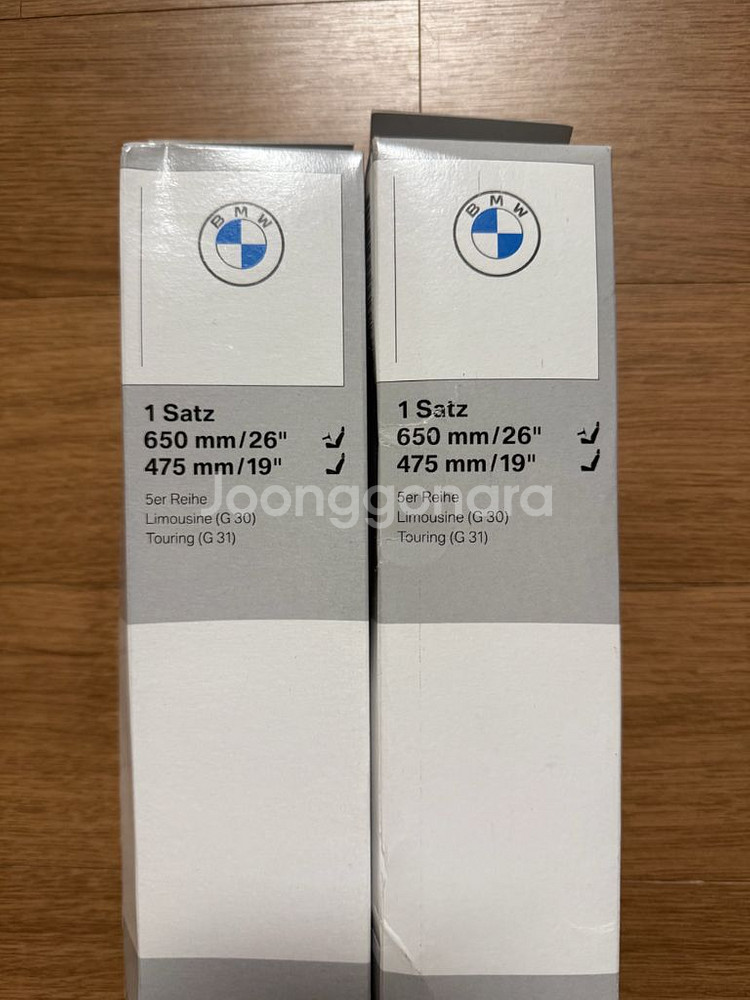 BMW
1 Satz
650 mm/26"
475 mm/19"
5er Reihe
Limousine (G 30)
Touring (G 31)
BMW
1 Satz
650 mm/26"
475 mm/19"
5er Reihe
Limousine (G 30)
Touring (G 31)
Joonggonara